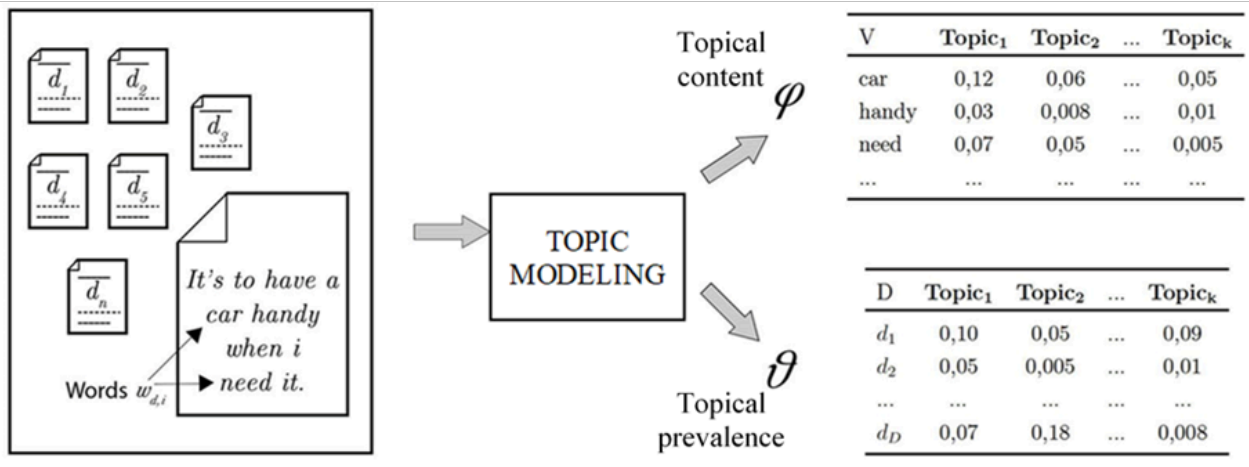 d1
d2
d3
d4
d5
dn
It's to have a
car handy
when i
need it.
Words wd,i
TOPIC
MODELING
Topical
content
φ
ϑ
Topical
prevalence
V Topic1 Topic2 ... Topick
car 0,12 0,06 ... 0,05
handy 0,03 0,008 ... 0,01
need 0,07 0,05 ... 0,005
... ... ... ... ...
D Topic1 Topic2 ... Topick
d1 0,10 0,05 ... 0,09
d2 0,05 0,005 ... 0,01
... ... ... ... ...
dD 0,07 0,18 ... 0,008